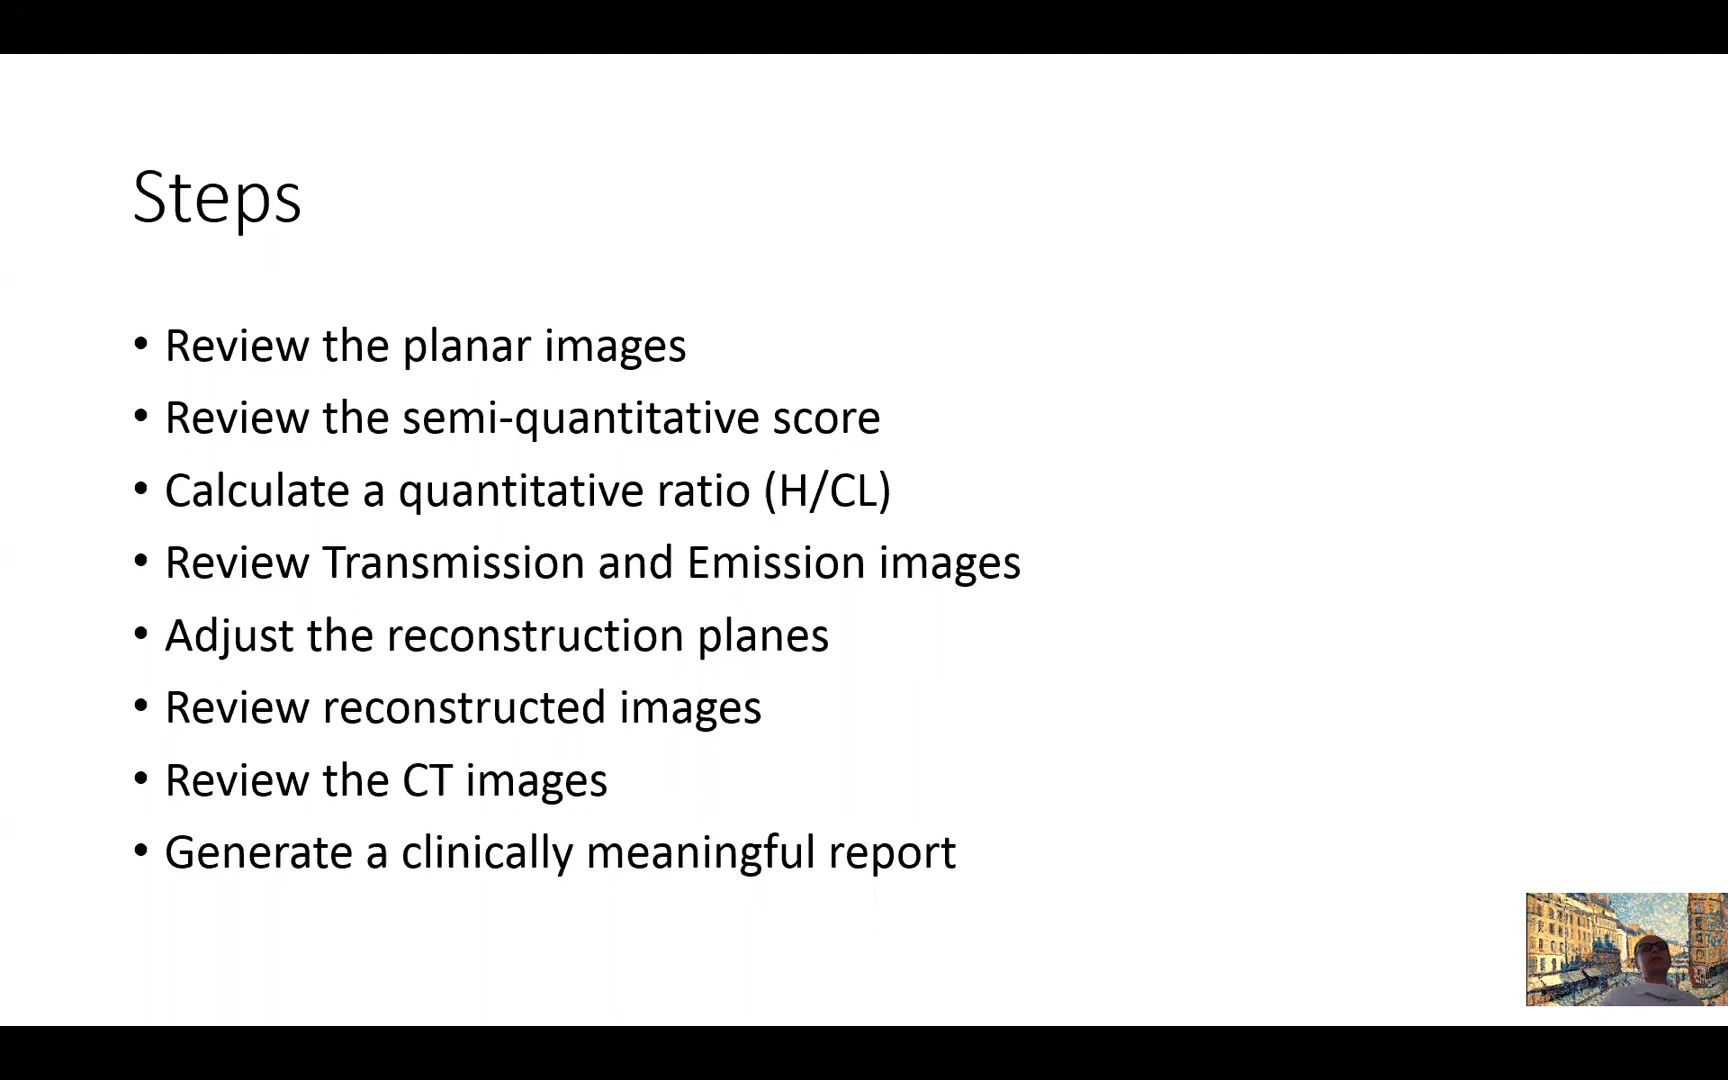 Steps
• Review the planar images
• Review the semi-quantitative score
• Calculate a quantitative ratio (H/CL)
• Review Transmission and Emission images
• Adjust the reconstruction planes
• Review reconstructed images
• Review the CT images
• Generate a clinically meaningful report